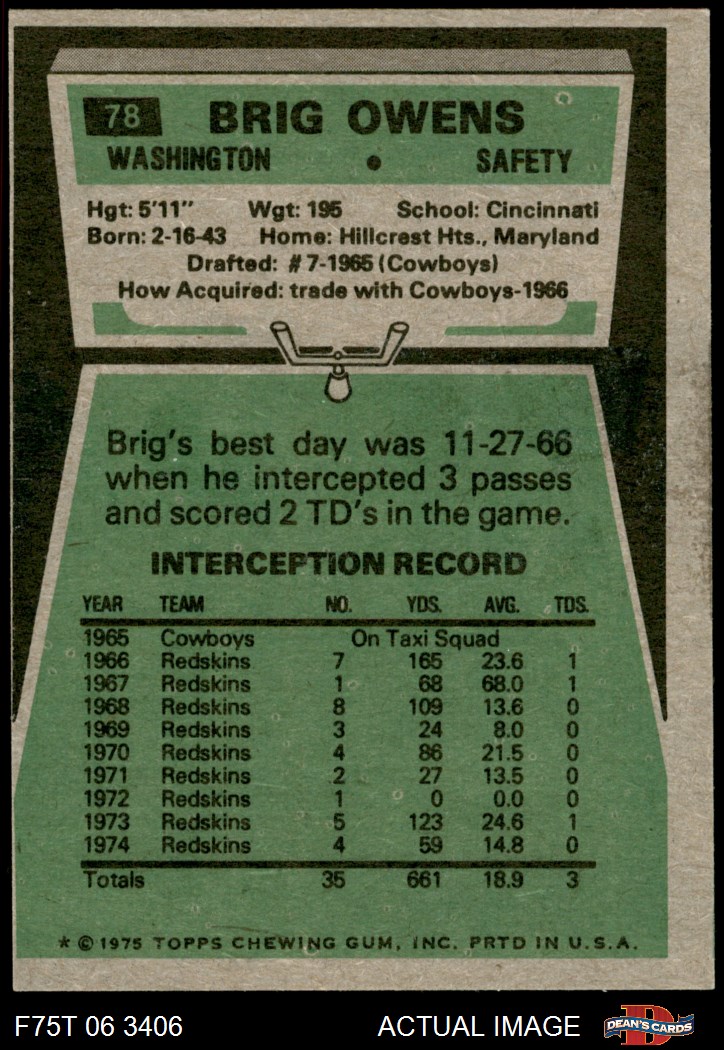 78 BRIG OWENS
WASHINGTON • SAFETY
Hgt: 5'11" Wgt: 195 School: Cincinnati
Born: 2-16-43 Home: Hillcrest Hts., Maryland
Drafted: #7-1965 (Cowboys)
How Acquired: trade with Cowboys-1966
Brig's best day was 11-27-66
when he intercepted 3 passes
and scored 2 TD's in the game.
INTERCEPTION RECORD
YEAR TEAM NO. YDS. AVG. TDS.
1965 Cowboys On Taxi Squad
1966 Redskins 7 165 23.6 1
1967 Redskins 1 68 68.0 1
1968 Redskins 8 109 13.6 0
1969 Redskins 3 24 8.0 0
1970 Redskins 4 86 21.5 0
1971 Redskins 2 27 13.5 0
1972 Redskins 1 0 0.0 0
1973 Redskins 5 123 24.6 1
1974 Redskins 4 59 14.8 0
Totals 35 661 18.9 3
* © 1975 TOPPS CHEWING GUM, INC. PRTD IN U.S.A.
F75T 06 3406 ACTUAL IMAGE DEAN'S CARDS